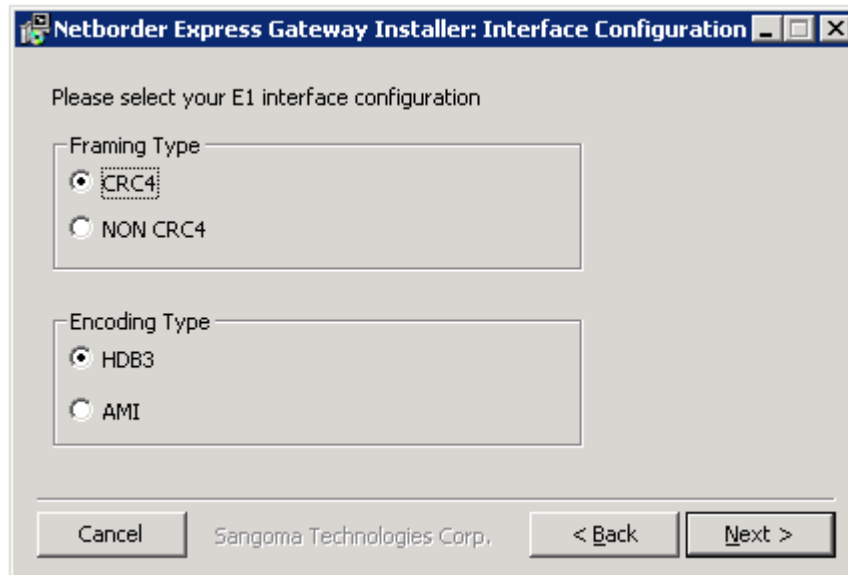 Netborder Express Gateway Installer: Interface Configuration
Please select your E1 interface configuration
Framing Type
CRC4
NON CRC4
Encoding Type
HDB3
AMI
Cancel
Sangoma Technologies Corp.
< Back
Next >